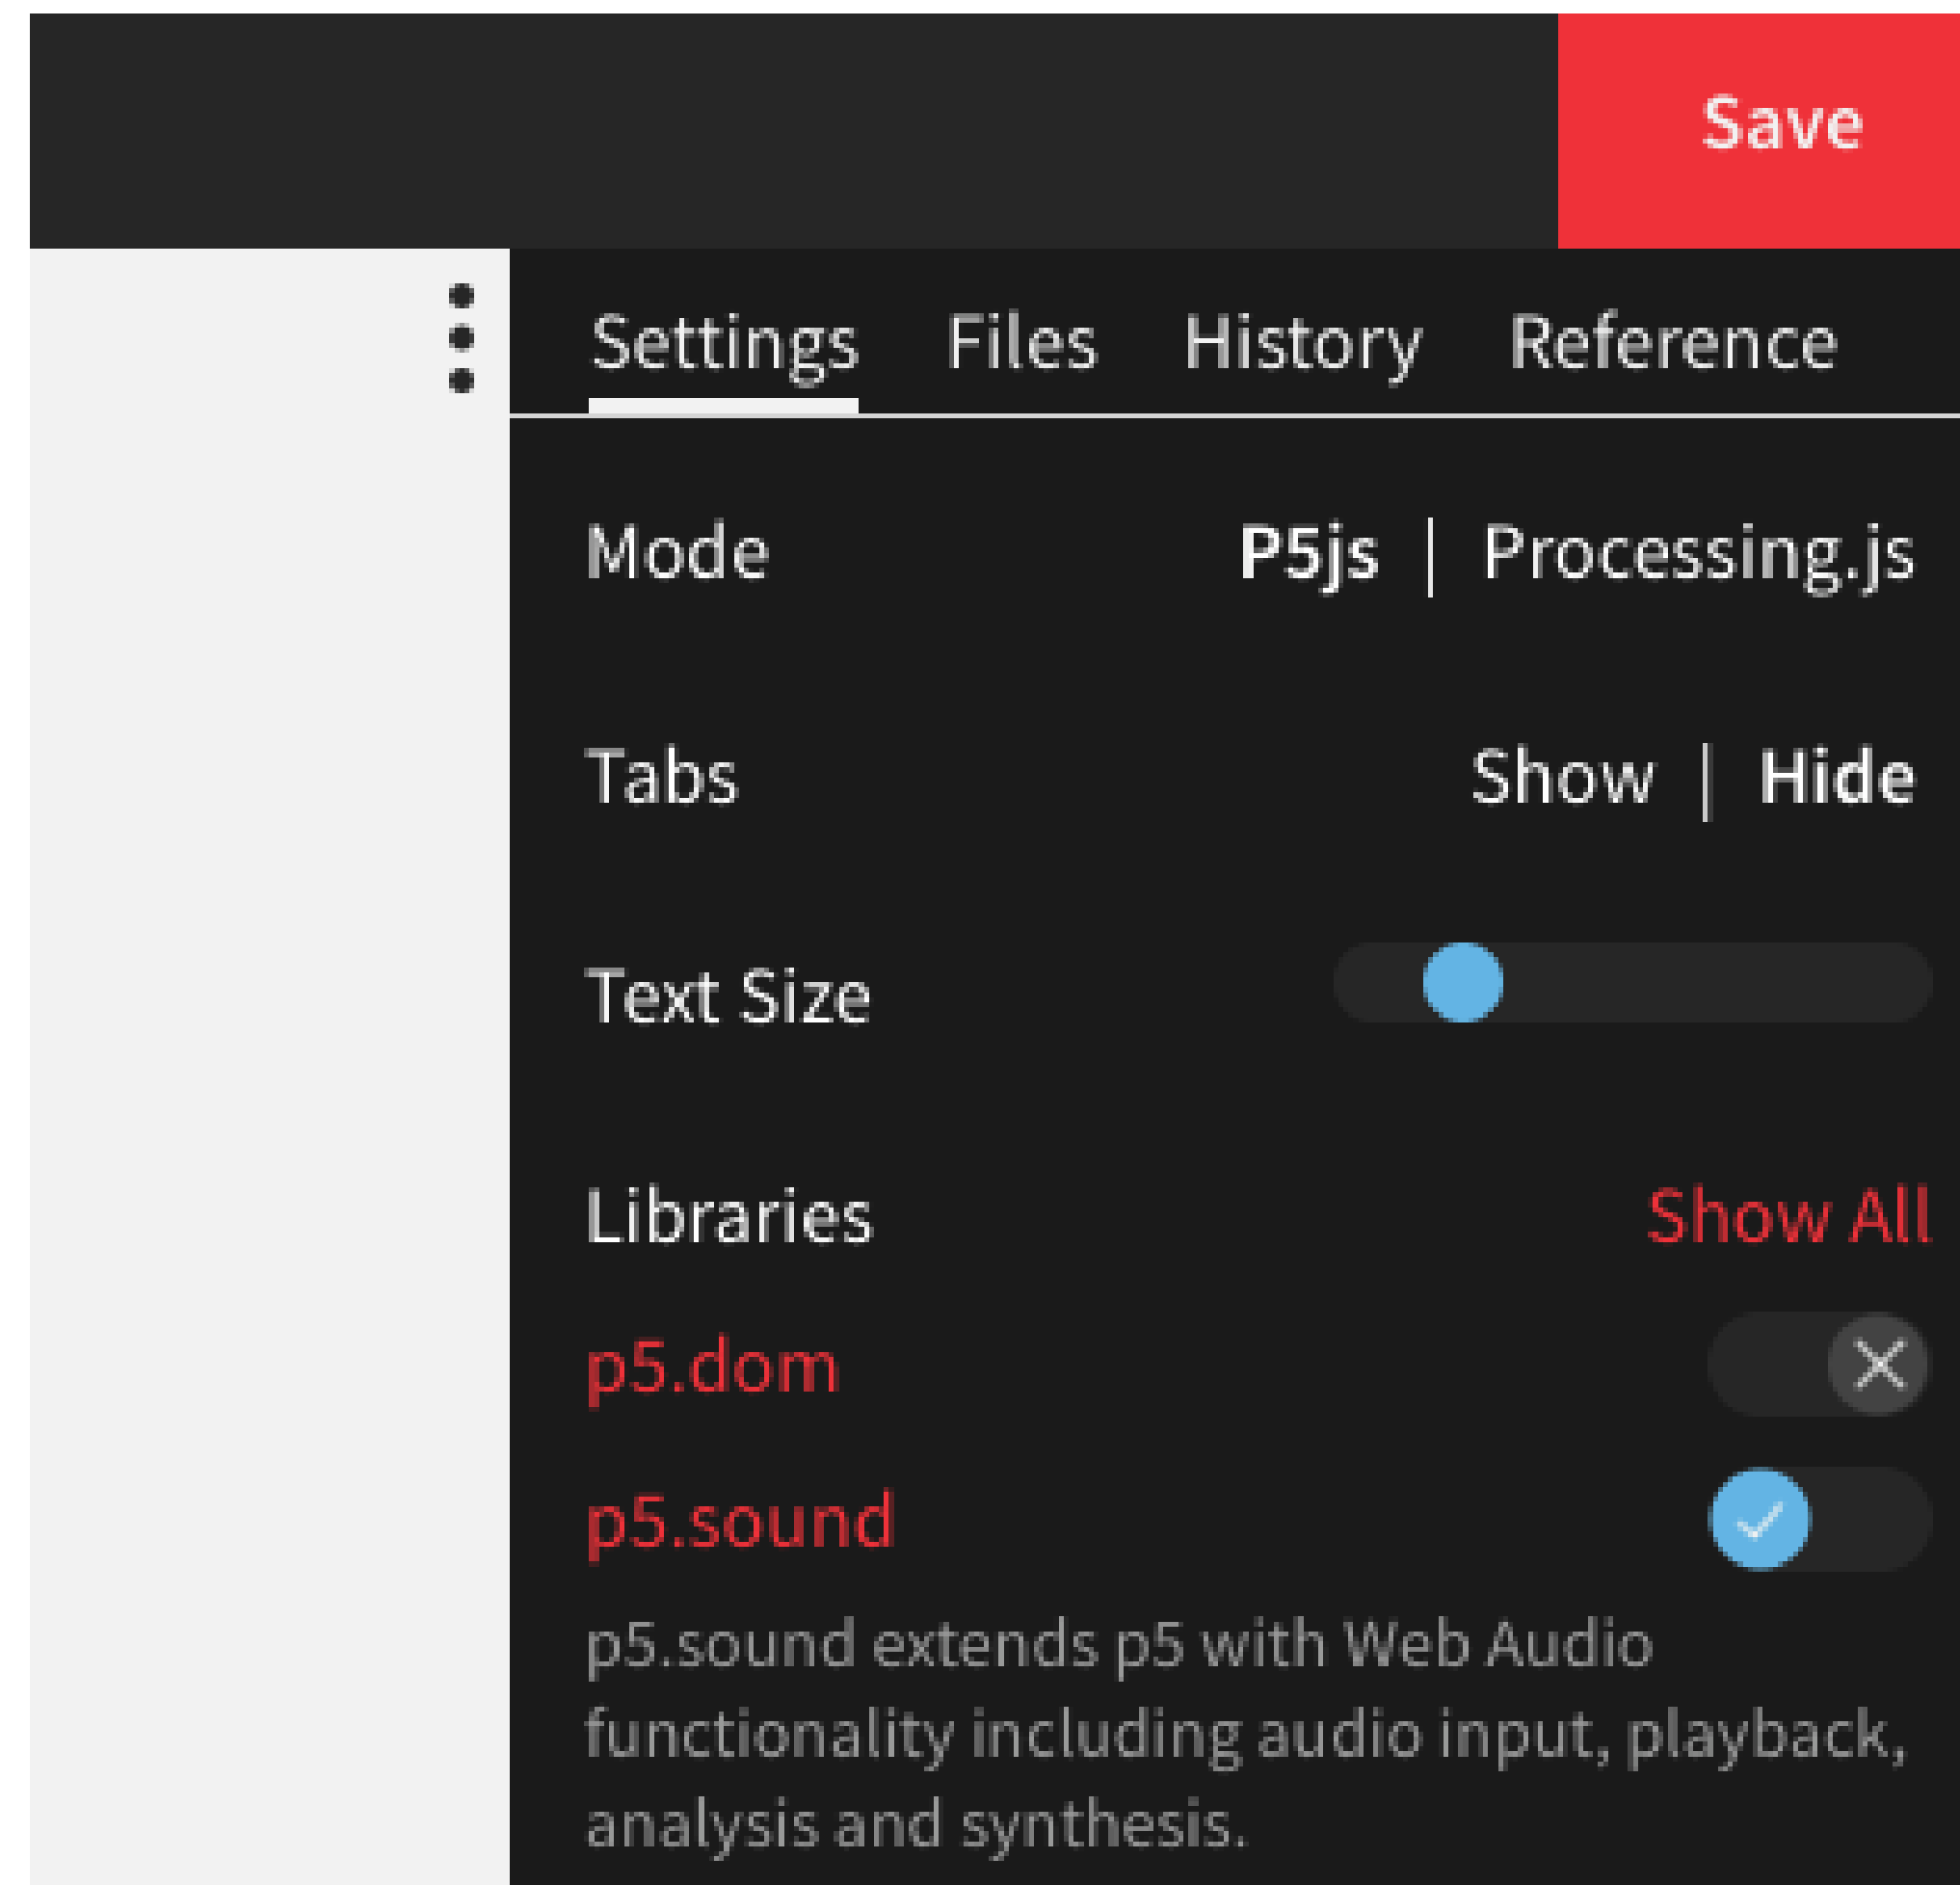 Save
Settings Files History Reference
Mode P5js | Processing.js
Tabs Show | Hide
Text Size
Libraries Show All
p5.dom
p5.sound
p5.sound extends p5 with Web Audio
functionality including audio input, playback,
analysis and synthesis.